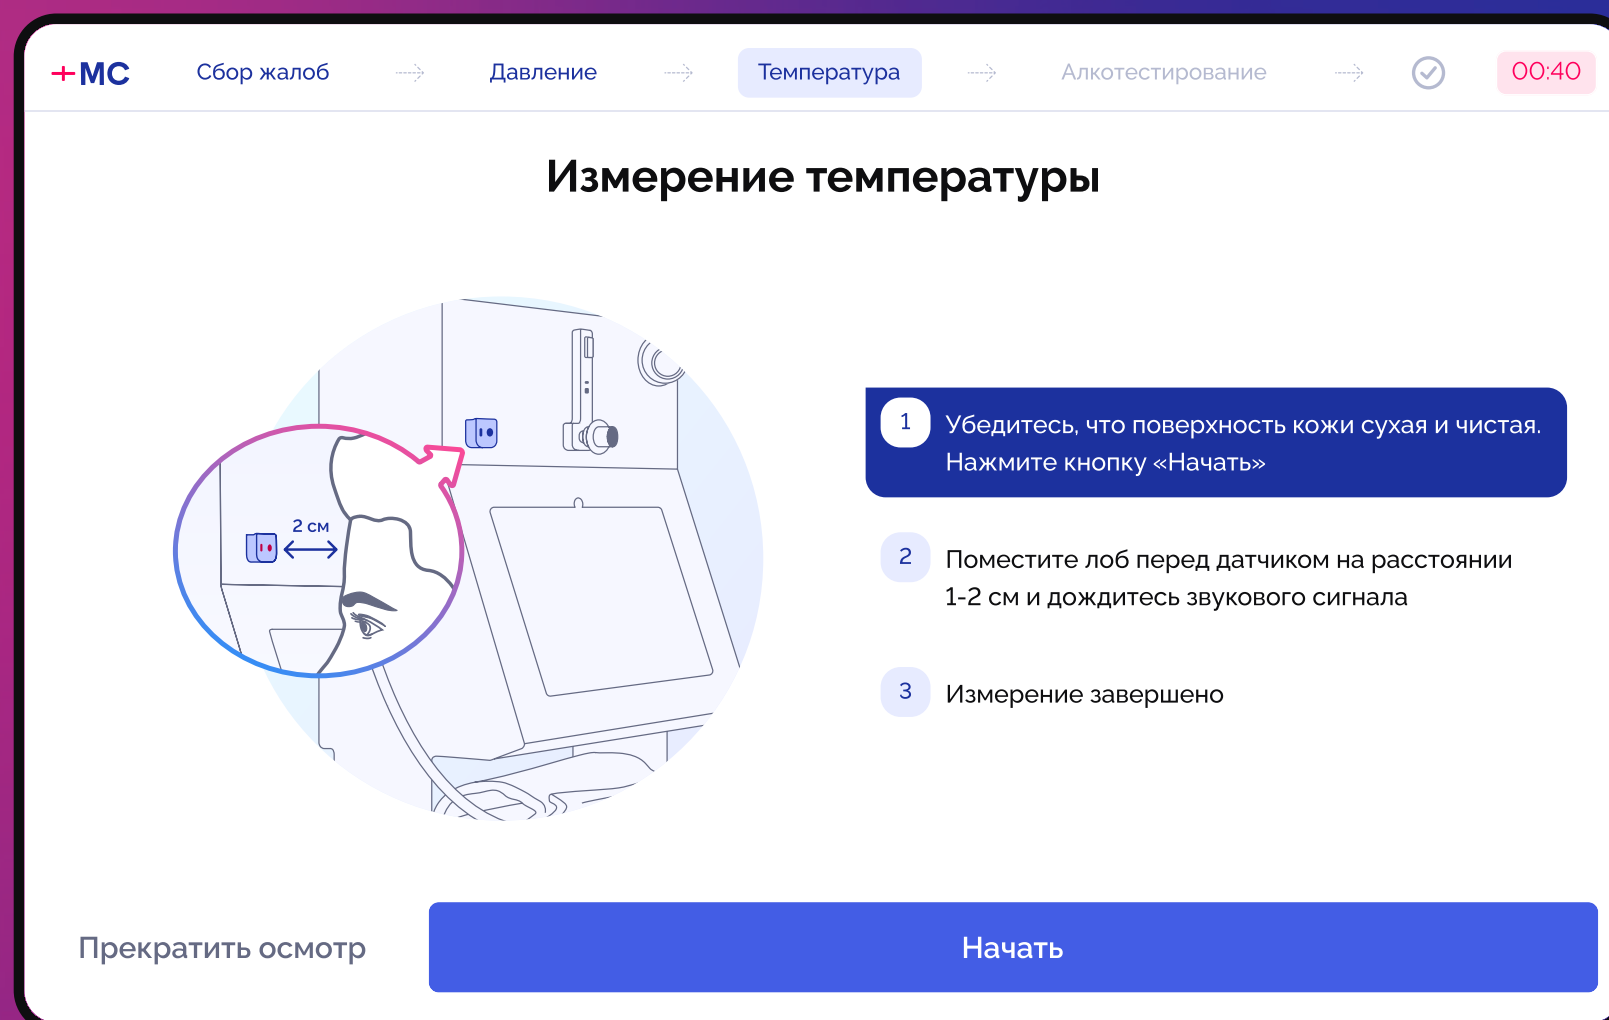 +МС
Сбор жалоб
Давление
Температура
Алкотестирование
00:40
Измерение температуры
2 см
1
Убедитесь, что поверхность кожи сухая и чистая.
Нажмите кнопку «Начать»
2
Поместите лоб перед датчиком на расстоянии
1-2 см и дождитесь звукового сигнала
3
Измерение завершено
Прекратить осмотр
Начать